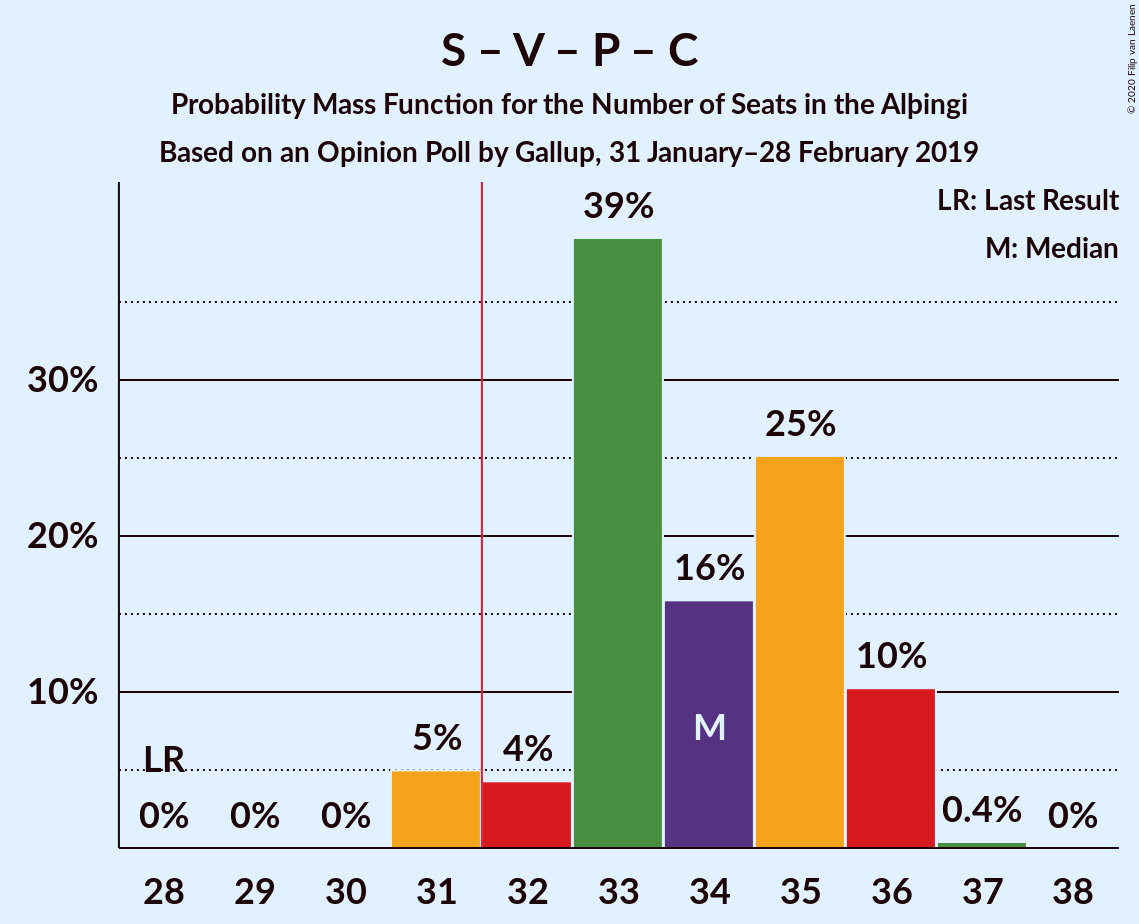 S – V – P – C
Probability Mass Function for the Number of Seats in the Alþingi
Based on an Opinion Poll by Gallup, 31 January–28 February 2019
© 2020 Filip van Laenen
LR: Last Result
M: Median
39%
30%
25%
20%
16%
10%
10%
M
5%
4%
LR
0%
0%
0%
0.4%
0%
28 29 30 31 32 33 34 35 36 37 38